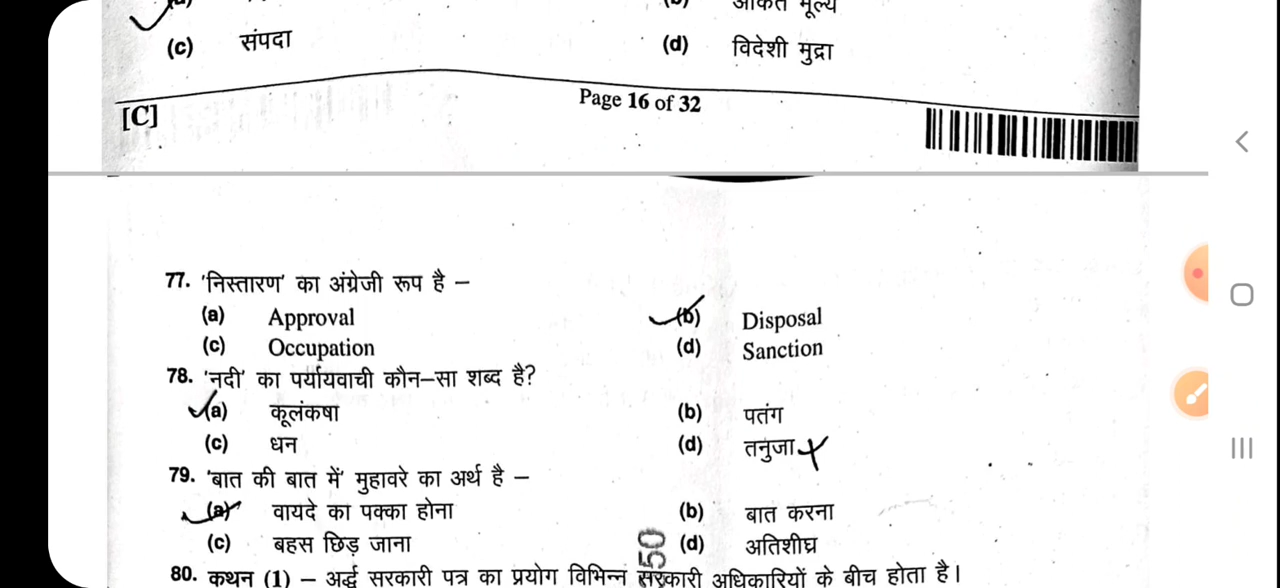 अंकित मूल्य
(c) संपदा (d) विदेशी मुद्रा
[C] Page 16 of 32
77. 'निस्तारण' का अंग्रेजी रूप है –
(a) Approval (b) Disposal
(c) Occupation (d) Sanction
78. 'नदी' का पर्यायवाची कौन–सा शब्द है?
(a) कूलंकषा (b) पतंग
(c) धन (d) तनुजा
79. 'बात की बात में' मुहावरे का अर्थ है –
(a) वायदे का पक्का होना (b) बात करना
(c) बहस छिड़ जाना (d) अतिशीघ्र
50
80. कथन (1) – अर्द्ध सरकारी पत्र का प्रयोग विभिन्न सरकारी अधिकारियों के बीच होता है।